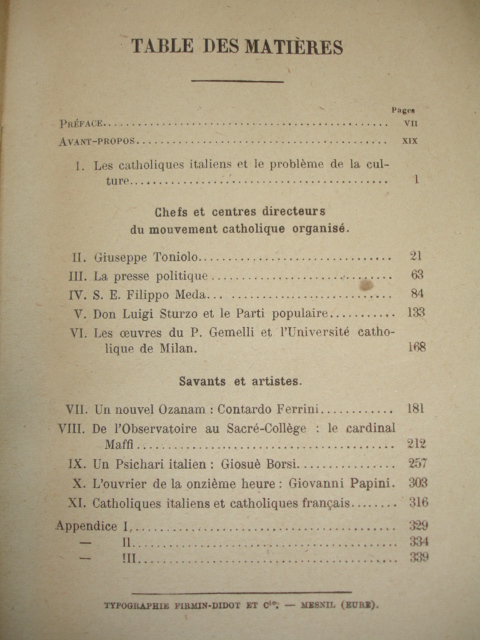 TABLE DES MATIÈRES
Pages
PRÉFACE........ VII
AVANT-PROPOS........ XIX
I. Les catholiques italiens et le problème de la cul-
ture........ 1
Chefs et centres directeurs
du mouvement catholique organisé.
II. Giuseppe Toniolo........ 21
III. La presse politique........ 63
IV. S. E. Filippo Meda........ 84
V. Don Luigi Sturzo et le Parti populaire........ 133
VI. Les œuvres du P. Gemelli et l'Université catho-
lique de Milan. 168
Savants et artistes.
VII. Un nouvel Ozanam : Contardo Ferrini........ 181
VIII. De l'Observatoire au Sacré-Collège : le cardinal
Maffi........ 212
IX. Un Psichari italien : Giosuè Borsi........ 257
X. L'ouvrier de la onzième heure : Giovanni Papini. 303
XI. Catholiques italiens et catholiques français........ 316
Appendice I........ 329
— II........ 334
— III........ 339
TYPOGRAPHIE FIRMIN-DIDOT ET Cie. — MESNIL (EURE).